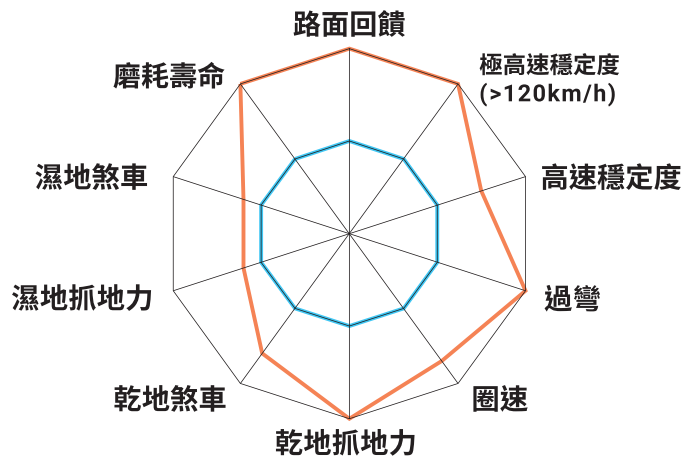 路面回饋
極高速穩定度
(>120km/h)
磨耗壽命
濕地煞車
高速穩定度
濕地抓地力
過彎
乾地煞車
圈速
乾地抓地力